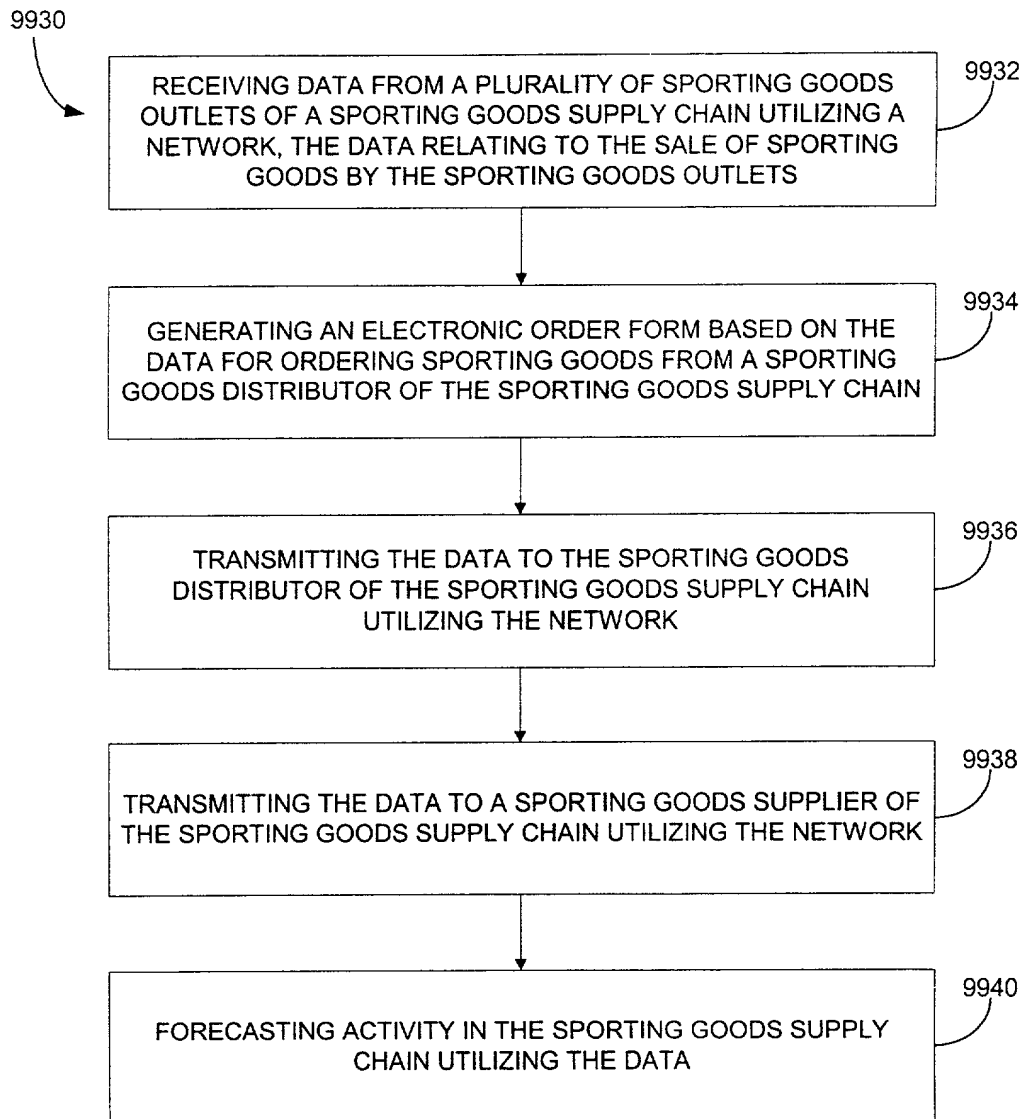 9930
9932
RECEIVING DATA FROM A PLURALITY OF SPORTING GOODS
OUTLETS OF A SPORTING GOODS SUPPLY CHAIN UTILIZING A
NETWORK, THE DATA RELATING TO THE SALE OF SPORTING
GOODS BY THE SPORTING GOODS OUTLETS
9934
GENERATING AN ELECTRONIC ORDER FORM BASED ON THE
DATA FOR ORDERING SPORTING GOODS FROM A SPORTING
GOODS DISTRIBUTOR OF THE SPORTING GOODS SUPPLY CHAIN
9936
TRANSMITTING THE DATA TO THE SPORTING GOODS
DISTRIBUTOR OF THE SPORTING GOODS SUPPLY CHAIN
UTILIZING THE NETWORK
9938
TRANSMITTING THE DATA TO A SPORTING GOODS SUPPLIER OF
THE SPORTING GOODS SUPPLY CHAIN UTILIZING THE NETWORK
9940
FORECASTING ACTIVITY IN THE SPORTING GOODS SUPPLY
CHAIN UTILIZING THE DATA